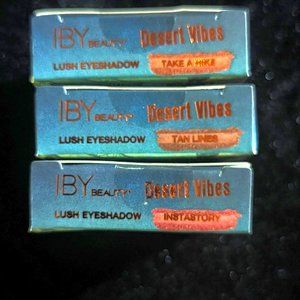 IBY BEAUTY Desert Vibes
LUSH EYESHADOW TAKE A HIKE
IBY BEAUTY Desert Vibes
LUSH EYESHADOW TAN LINES
IBY BEAUTY Desert Vibes
LUSH EYESHADOW INSTASTORY